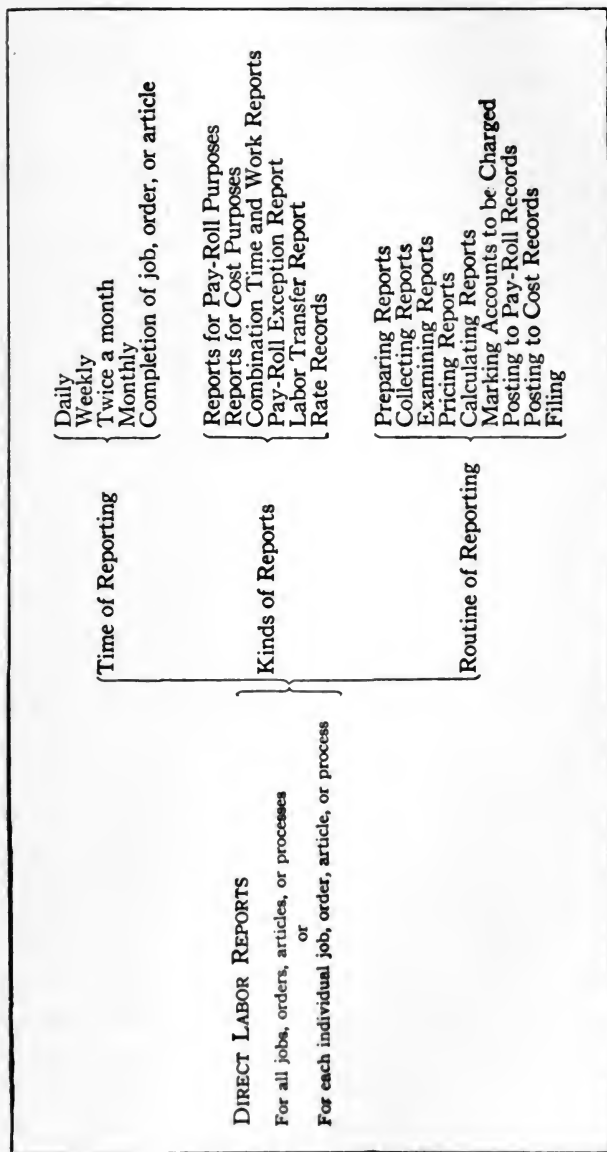 DIRECT LABOR REPORTS
For all jobs, orders, articles, or processes
or
For each individual job, order, article, or process
Time of Reporting
Daily
Weekly
Twice a month
Monthly
Completion of job, order, or article
Kinds of Reports
Reports for Pay-Roll Purposes
Reports for Cost Purposes
Combination Time and Work Reports
Pay-Roll Exception Report
Labor Transfer Report
Rate Records
Routine of Reporting
Preparing Reports
Collecting Reports
Examining Reports
Pricing Reports
Calculating Reports
Marking Accounts to be Charged
Posting to Pay-Roll Records
Posting to Cost Records
Filing